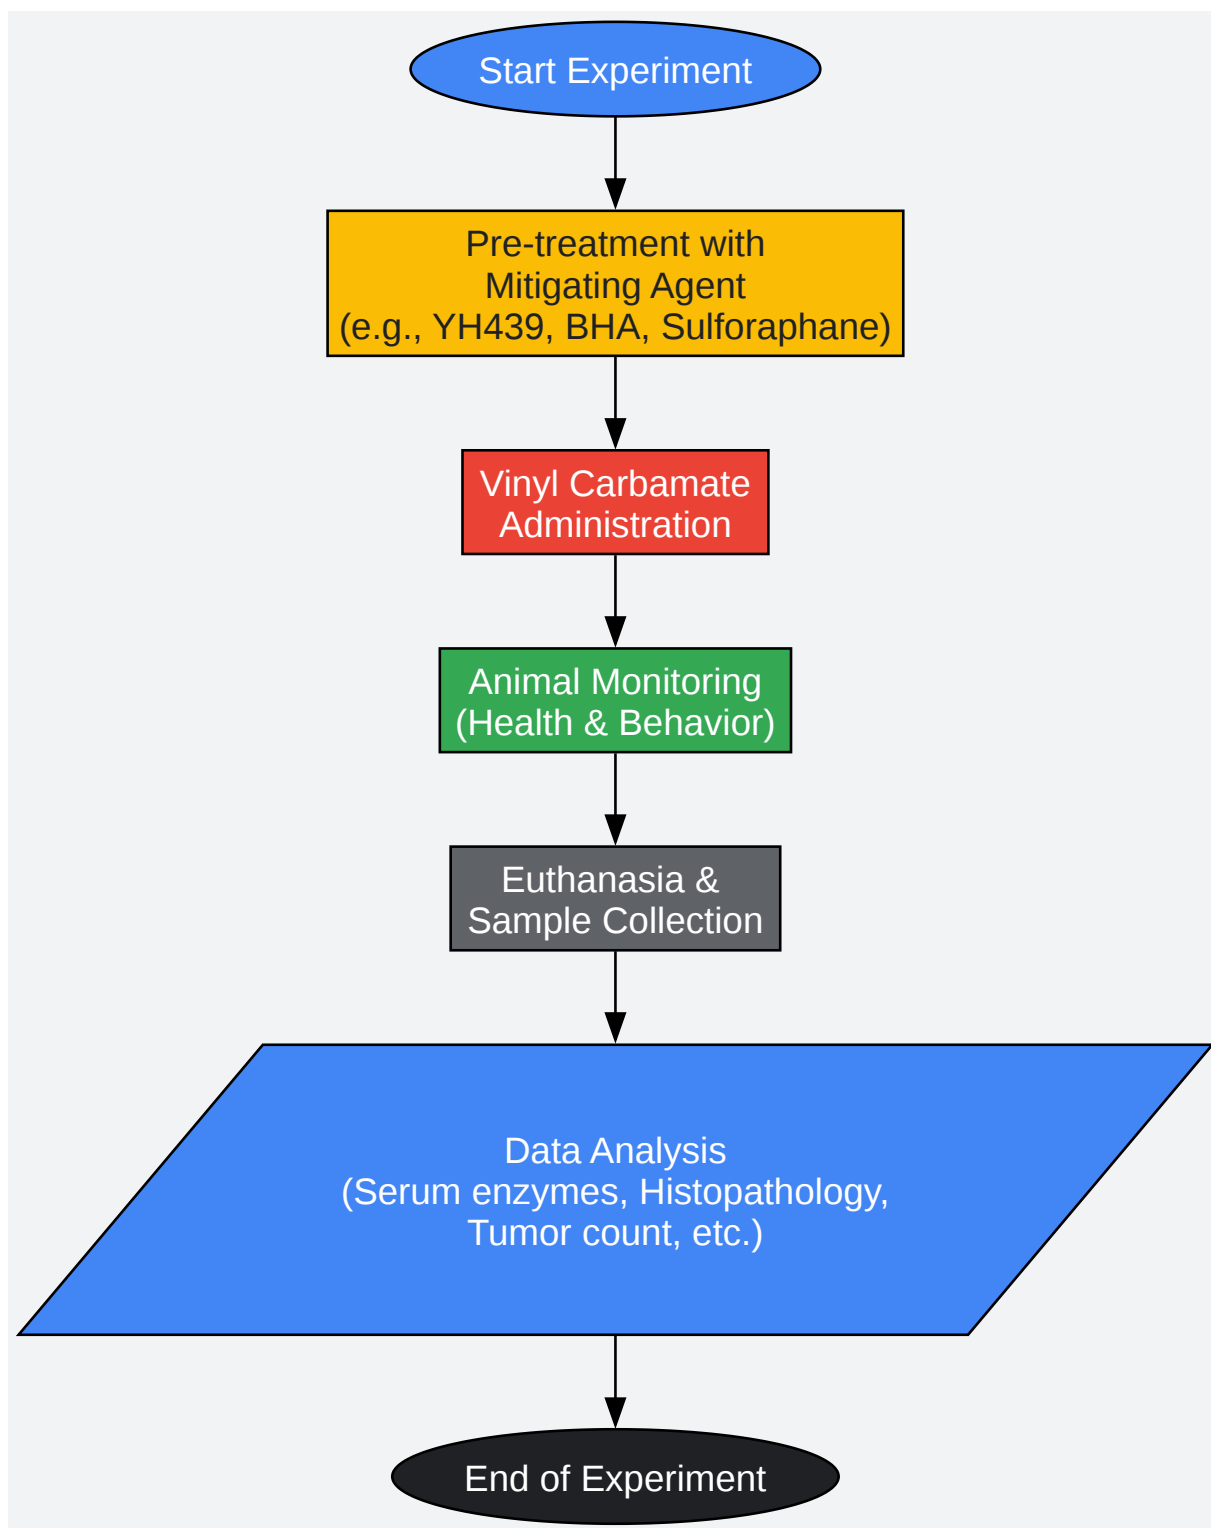 Start Experiment
Pre-treatment with
Mitigating Agent
(e.g., YH439, BHA, Sulforaphane)
Vinyl Carbamate
Administration
Animal Monitoring
(Health & Behavior)
Euthanasia &
Sample Collection
Data Analysis
(Serum enzymes, Histopathology,
Tumor count, etc.)
End of Experiment